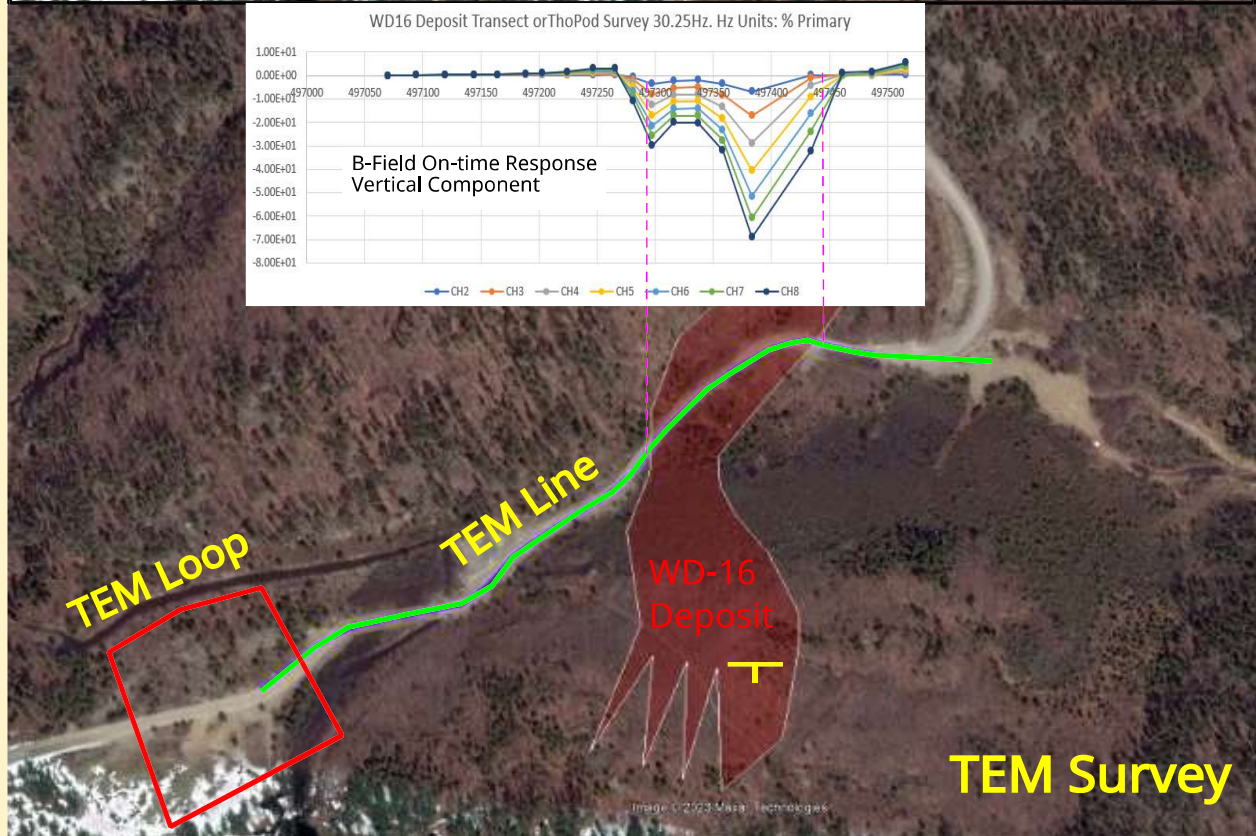 WD16 Deposit Transect orThoPod Survey 30.25Hz. Hz Units: % Primary
1.00E+01
0.00E+00
497000 497050 497100 497150 497200 497250 497300 497350 497400 497450 497500
-1.00E+01
-2.00E+01
-3.00E+01
-4.00E+01
-5.00E+01
-6.00E+01
-7.00E+01
-8.00E+01
B-Field On-time Response
Vertical Component
CH2 CH3 CH4 CH5 CH6 CH7 CH8
TEM Line
TEM Loop
WD-16
Deposit
TEM Survey
Image © 2023 Maxar Technologies